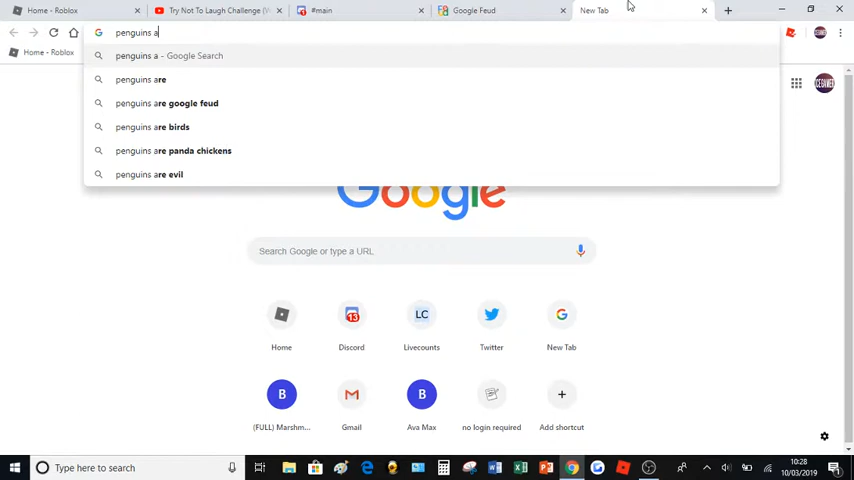 Home - Roblox
Try Not To Laugh Challenge (W
#main
Google Feud
New Tab
penguins a
Home - Roblox
penguins a - Google Search
penguins are
penguins are google feud
penguins are birds
penguins are panda chickens
penguins are evil
Google
Search Google or type a URL
13
LC
Home
Discord
Livecounts
Twitter
New Tab
B
B
(FULL) Marshm...
Gmail
Ava Max
no login required
Add shortcut
Type here to search
10:28
10/03/2019